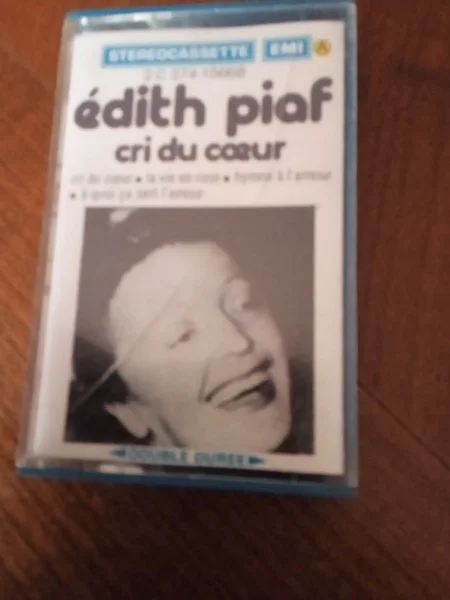 STEREOCASSETTE EMI A
édith piaf
cri du cœur
cri du cœur • la vie en rose • hymne à l'amour
• à quoi ça sert l'amour
DOUBLE DUREE